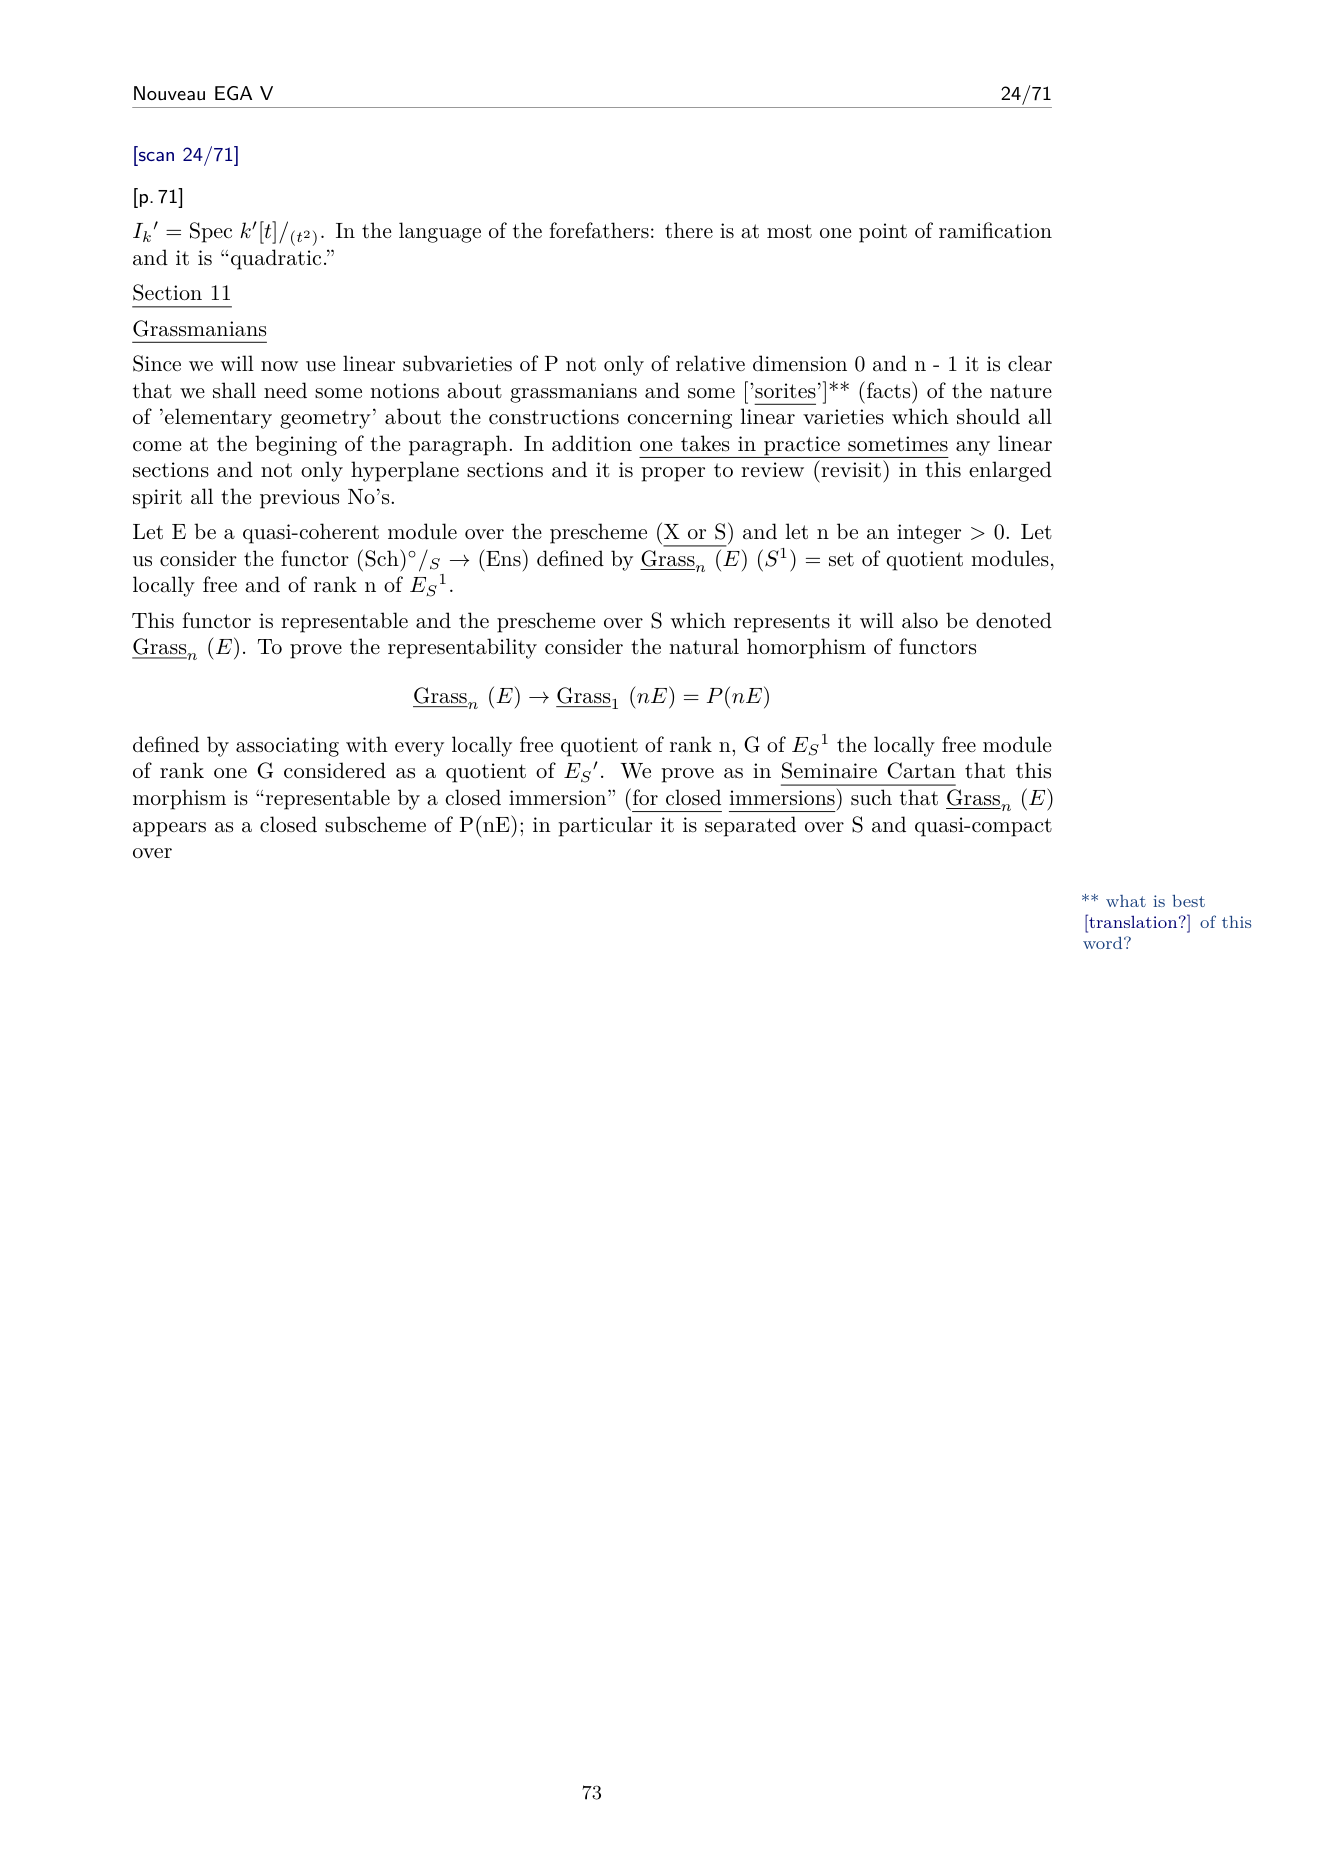 Nouveau EGA V 24/71
[scan 24/71]
[p. 71]
I_k′ = Spec k′[t]/(t²). In the language of the forefathers: there is at most one point of ramification
and it is “quadratic.”
Section 11
Grassmanians
Since we will now use linear subvarieties of P not only of relative dimension 0 and n - 1 it is clear
that we shall need some notions about grassmanians and some [’sorites’]** (facts) of the nature
of ’elementary geometry’ about the constructions concerning linear varieties which should all
come at the begining of the paragraph. In addition one takes in practice sometimes any linear
sections and not only hyperplane sections and it is proper to review (revisit) in this enlarged
spirit all the previous No’s.
Let E be a quasi-coherent module over the prescheme (X or S) and let n be an integer > 0. Let
us consider the functor (Sch)°/S → (Ens) defined by Grass_n (E) (S¹) = set of quotient modules,
locally free and of rank n of E_S¹.
This functor is representable and the prescheme over S which represents it will also be denoted
Grass_n (E). To prove the representability consider the natural homorphism of functors
Grass_n (E) → Grass_1 (nE) = P(nE)
defined by associating with every locally free quotient of rank n, G of E_S¹ the locally free module
of rank one G considered as a quotient of E_S′. We prove as in Seminaire Cartan that this
morphism is “representable by a closed immersion” (for closed immersions) such that Grass_n (E)
appears as a closed subscheme of P(nE); in particular it is separated over S and quasi-compact
over
** what is best
[translation?] of this
word?
73